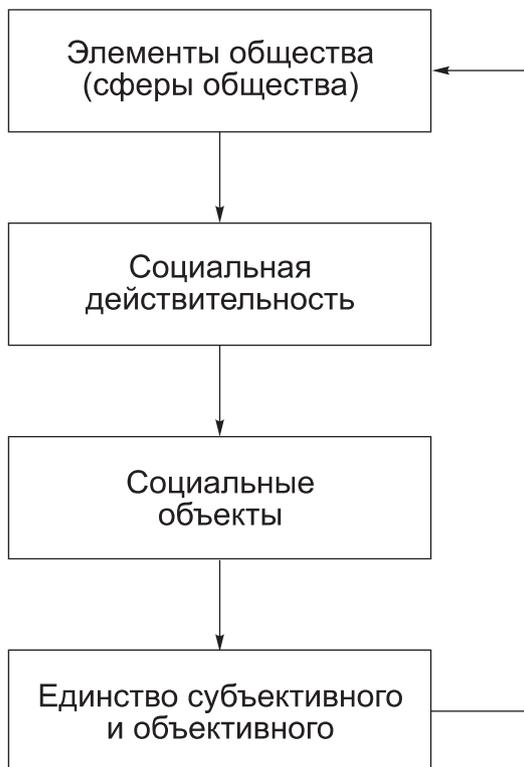 Элементы общества
(сферы общества)
Социальная
действительность
Социальные
объекты
Единство субъективного
и объективного